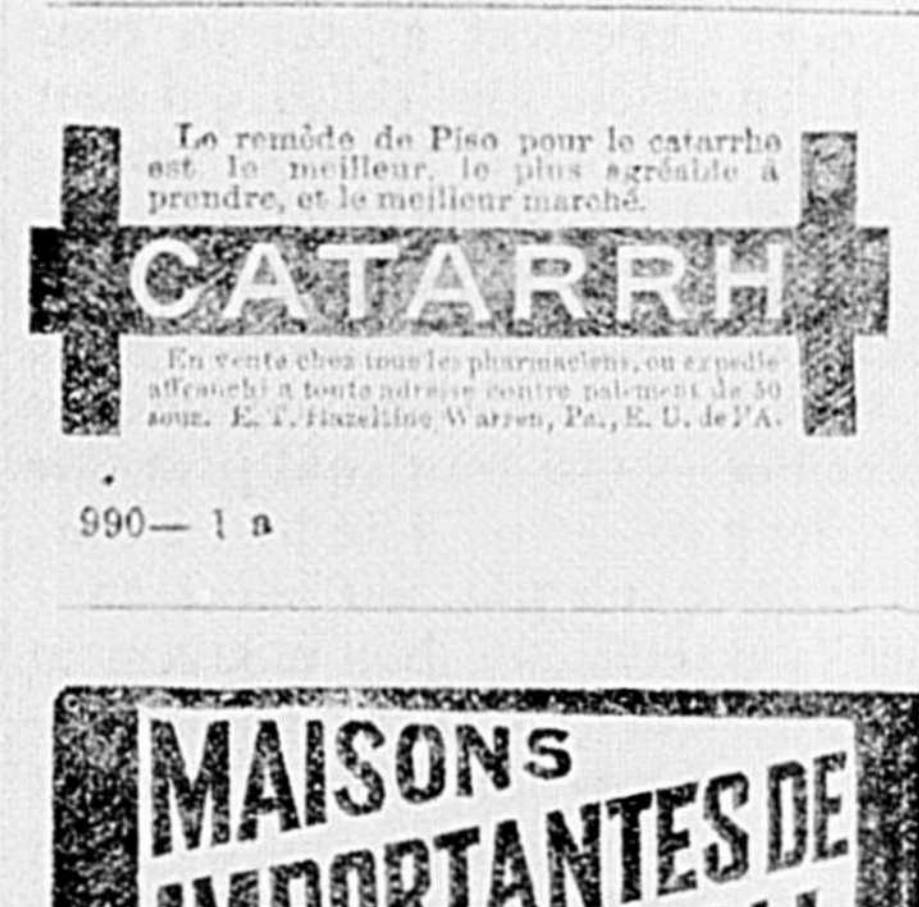 Le remède de Piso pour le catarrhe
est le meilleur, le plus agréable à
prendre, et le meilleur marché.
CATARRH
En vente chez tous les pharmaciens, ou expedie
affranchi à toute adresse contre paiement de 50
sous. E. T. Hazeltine Warren, Pa., E. U. de l'A.
990— 1 a
MAISONS
IMPORTANTES DE